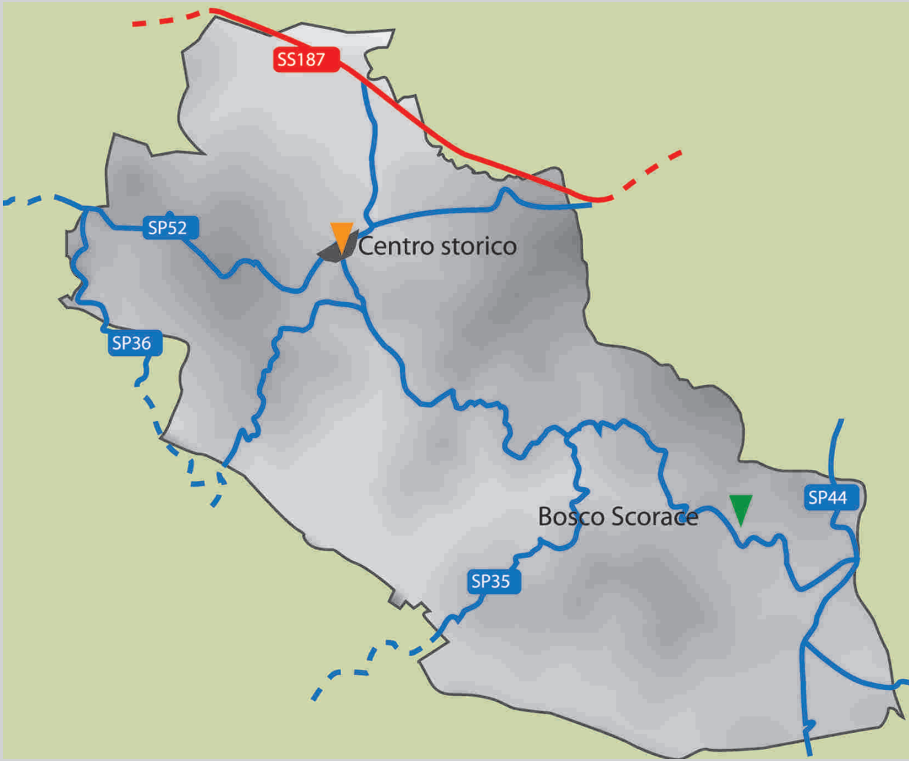 SS187
SP52
Centro storico
SP36
SP44
Bosco Scorace
SP35